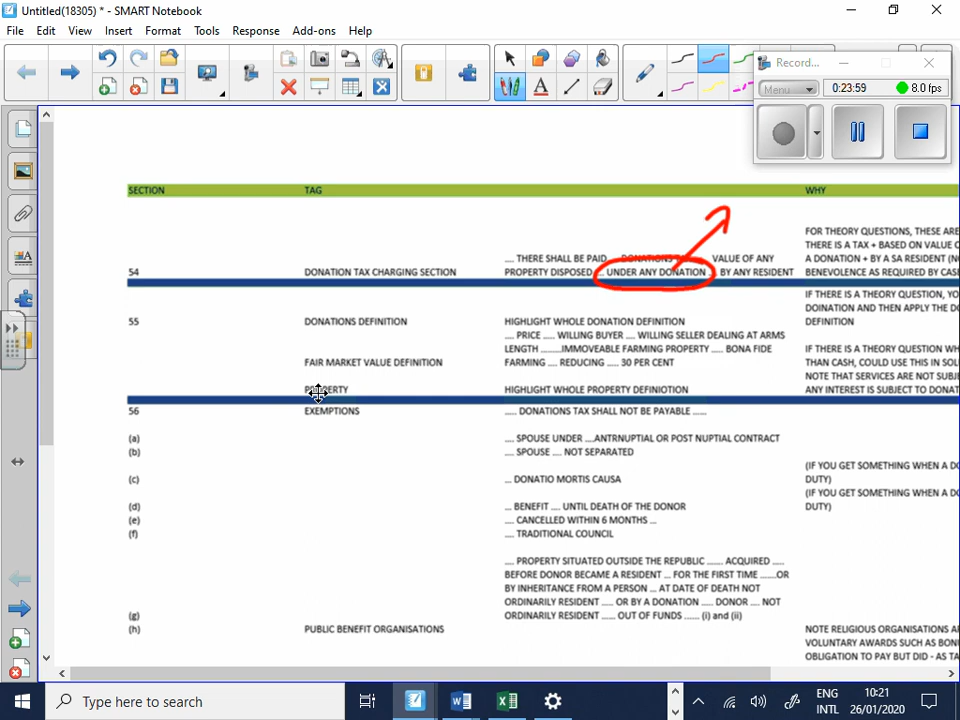 Untitled(18305) * - SMART Notebook
File Edit View Insert Format Tools Response Add-ons Help
Record...
Menu 0:23:59 8.0 fps
SECTION TAG WHY
FOR THEORY QUESTIONS, THESE ARE
THERE IS A TAX + BASED ON VALUE O
A DONATION + BY A SA RESIDENT (N
BENEVOLENCE AS REQUIRED BY CAS
.... THERE SHALL BE PAID ... DONATIONS VALUE OF ANY
54 DONATION TAX CHARGING SECTION PROPERTY DISPOSED ... UNDER ANY DONATION ... BY ANY RESIDENT
IF THERE IS A THEORY QUESTION, YO
DOINATION AND THEN APPLY THE DO
DEFINITION
55 DONATIONS DEFINITION HIGHLIGHT WHOLE DONATION DEFINITION
.... PRICE ..... WILLING BUYER .... WILLING SELLER DEALING AT ARMS
LENGTH .........IMMOVEABLE FARMING PROPERTY ..... BONA FIDE
FAIR MARKET VALUE DEFINITION FARMING .... REDUCING ..... 30 PER CENT
IF THERE IS A THEORY QUESTION WH
THAN CASH, COULD USE THIS IN SOL
NOTE THAT SERVICES ARE NOT SUBJ
ANY INTEREST IS SUBJECT TO DONAT
PROPERTY HIGHLIGHT WHOLE PROPERTY DEFINIOTION
56 EXEMPTIONS ...... DONATIONS TAX SHALL NOT BE PAYABLE ......
(a) .... SPOUSE UNDER ....ANTRNUPTIAL OR POST NUPTIAL CONTRACT
(b) .... SPOUSE .... NOT SEPARATED
(IF YOU GET SOMETHING WHEN A DO
DUTY)
(c) .... DONATIO MORTIS CAUSA
(IF YOU GET SOMETHING WHEN A DO
DUTY)
(d) ... BENEFIT ..... UNTIL DEATH OF THE DONOR
(e) .... CANCELLED WITHIN 6 MONTHS ...
(f) .... TRADITIONAL COUNCIL
.... PROPERTY SITUATED OUTSIDE THE REPUBLIC ....... ACQUIRED .....
BEFORE DONOR BECAME A RESIDENT ... FOR THE FIRST TIME .......OR
BY INHERITANCE FROM A PERSON ... AT DATE OF DEATH NOT
ORDINARILY RESIDENT ..... OR BY A DONATION ..... DONOR .... NOT
(g) ORDINARILY RESIDENT ...... OUT OF FUNDS ...... (i) and (ii)
(h) PUBLIC BENEFIT ORGANISATIONS
NOTE RELIGIOUS ORGANISATIONS A
VOLUNTARY AWARDS SUCH AS BON
OBLIGATION TO PAY BUT DID - AS TA
Type here to search
ENG
INTL
10:21
26/01/2020